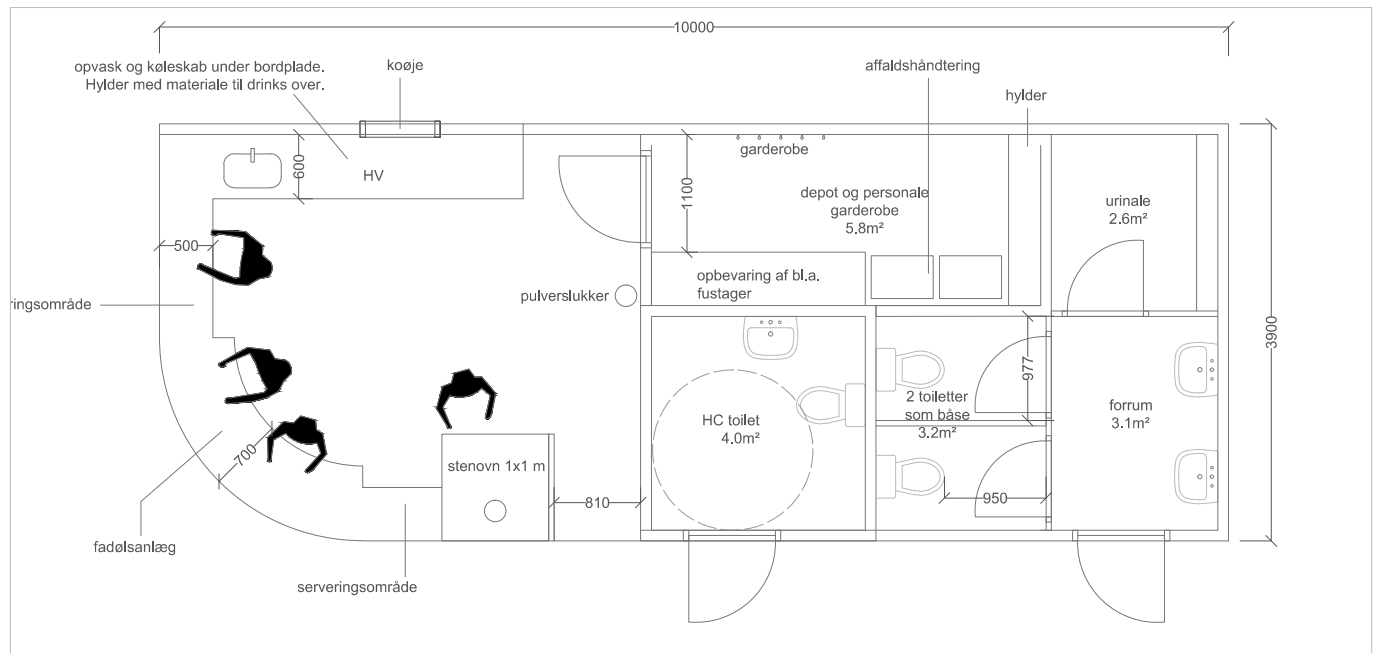 10000
opvask og køleskab under bordplade.
Hylder med materiale til drinks over.
koøje
affaldshåndtering
hylder
garderobe
600
HV
1100
depot og personale
garderobe
5.8m²
urinale
2.6m²
500
opbevaring af bl.a.
fustager
pulverslukker
ringsområde
3900
977
HC toilet
4.0m²
2 toiletter
som båse
3.2m²
forrum
3.1m²
700
stenovn 1x1 m
810
950
fadølsanlæg
serveringsområde